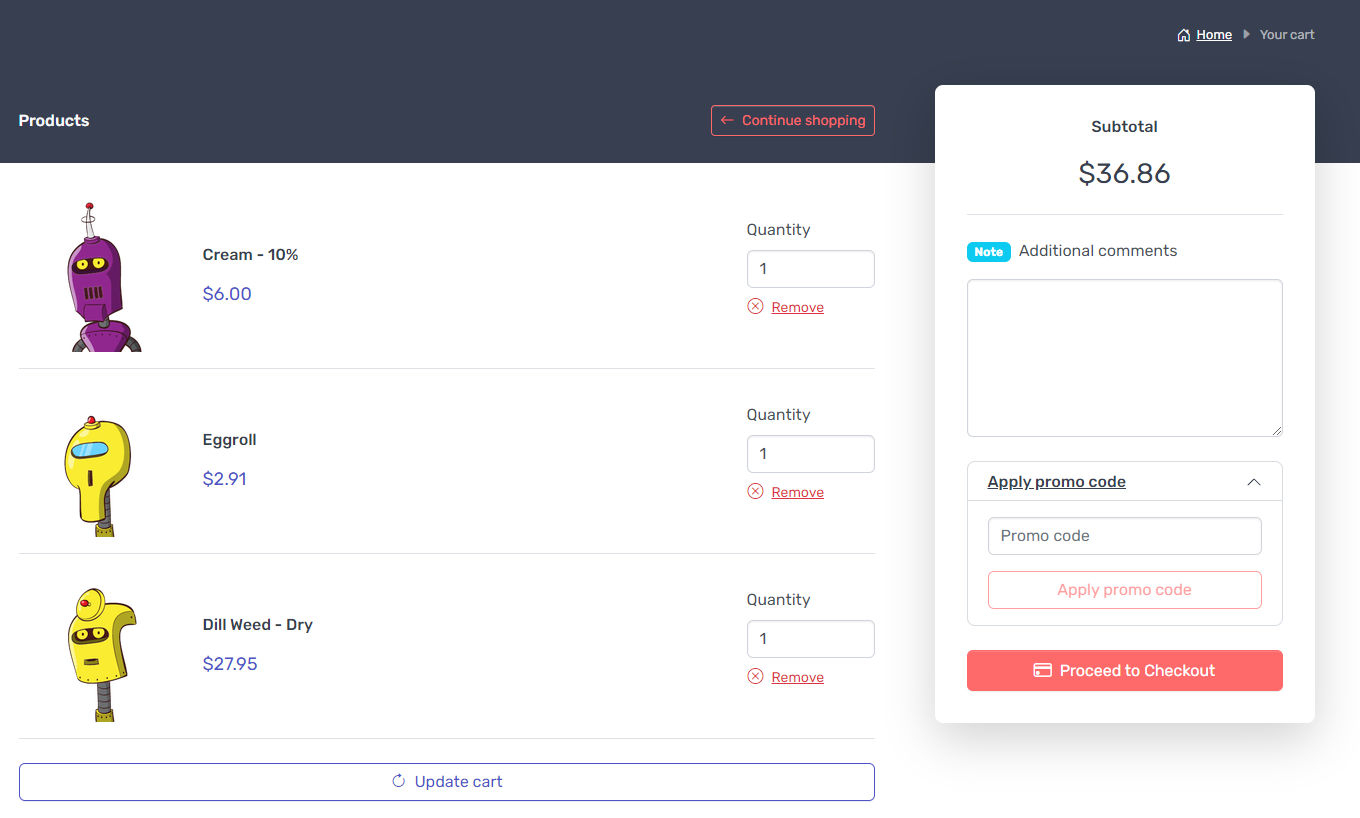 Home Your cart
Products
Continue shopping
Cream - 10%
$6.00
Quantity
1
Remove
Eggroll
$2.91
Quantity
1
Remove
Dill Weed - Dry
$27.95
Quantity
1
Remove
Update cart
Subtotal
$36.86
Note Additional comments
Apply promo code
Promo code
Apply promo code
Proceed to Checkout